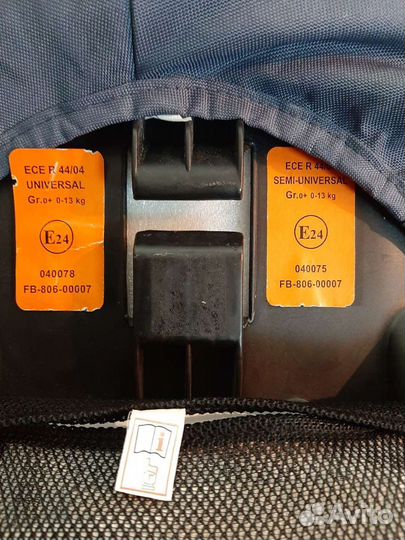 ECE R 44/04
UNIVERSAL
Gr.0+ 0-13 kg
E24
040078
FB-806-00007
ECE R 44/
SEMI-UNIVERSAL
Gr.0+ 0-13 kg
E24
040075
FB-806-00007
i
Avito